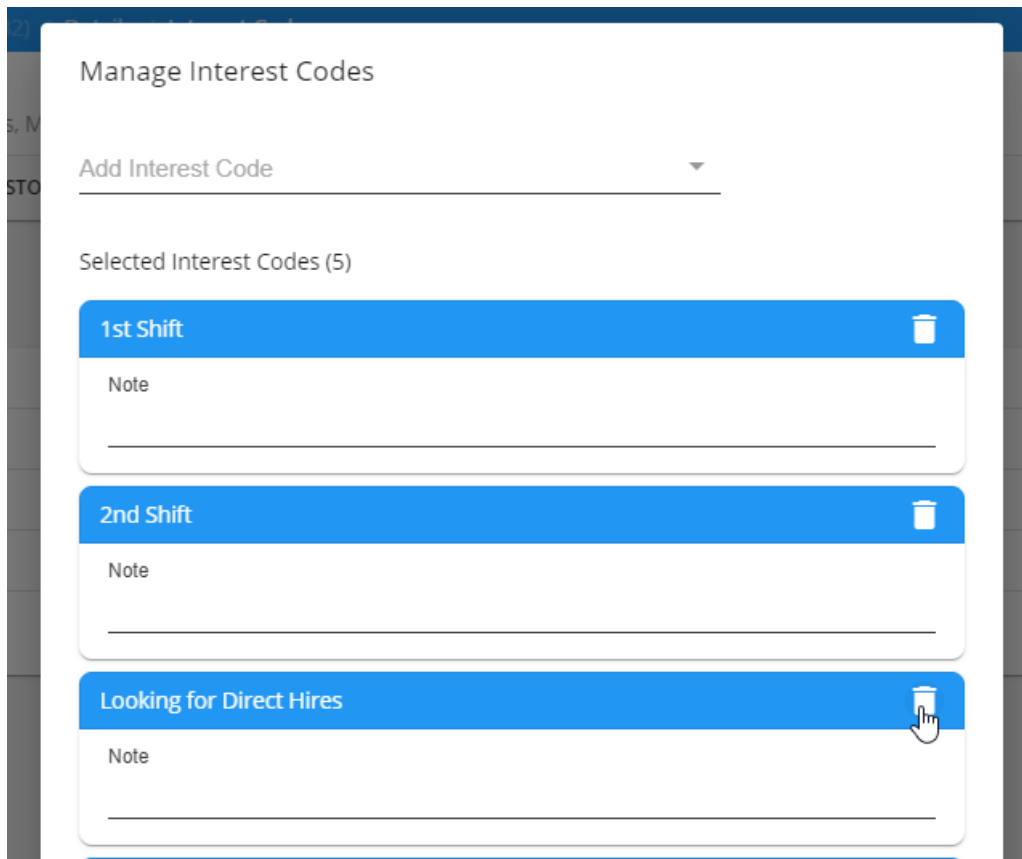 Manage Interest Codes
s, M
Add Interest Code
STO
Selected Interest Codes (5)
1st Shift
Note
2nd Shift
Note
Looking for Direct Hires
Note